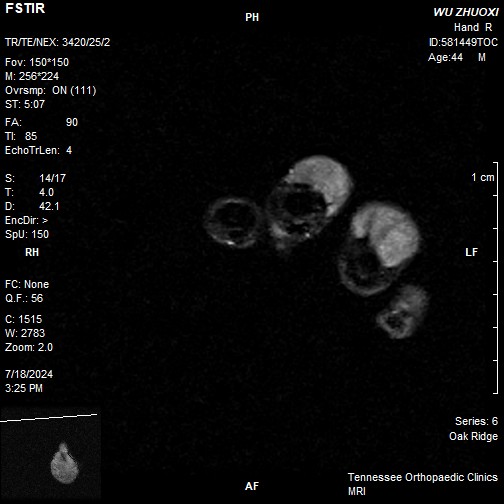 FSTIR
TR/TE/NEX: 3420/25/2
Fov: 150*150
M: 256*224
Ovrsmp: ON (111)
ST: 5:07
FA: 90
TI: 85
EchoTrLen: 4
S: 14/17
T: 4.0
D: 42.1
EncDir: >
SpU: 150
RH
FC: None
Q.F.: 56
C: 1515
W: 2783
Zoom: 2.0
7/18/2024
3:25 PM
PH
WU ZHUOXI
Hand R
ID:581449TOC
Age:44 M
1 cm
LF
Series: 6
Oak Ridge
Tennessee Orthopaedic Clinics
MRI
AF